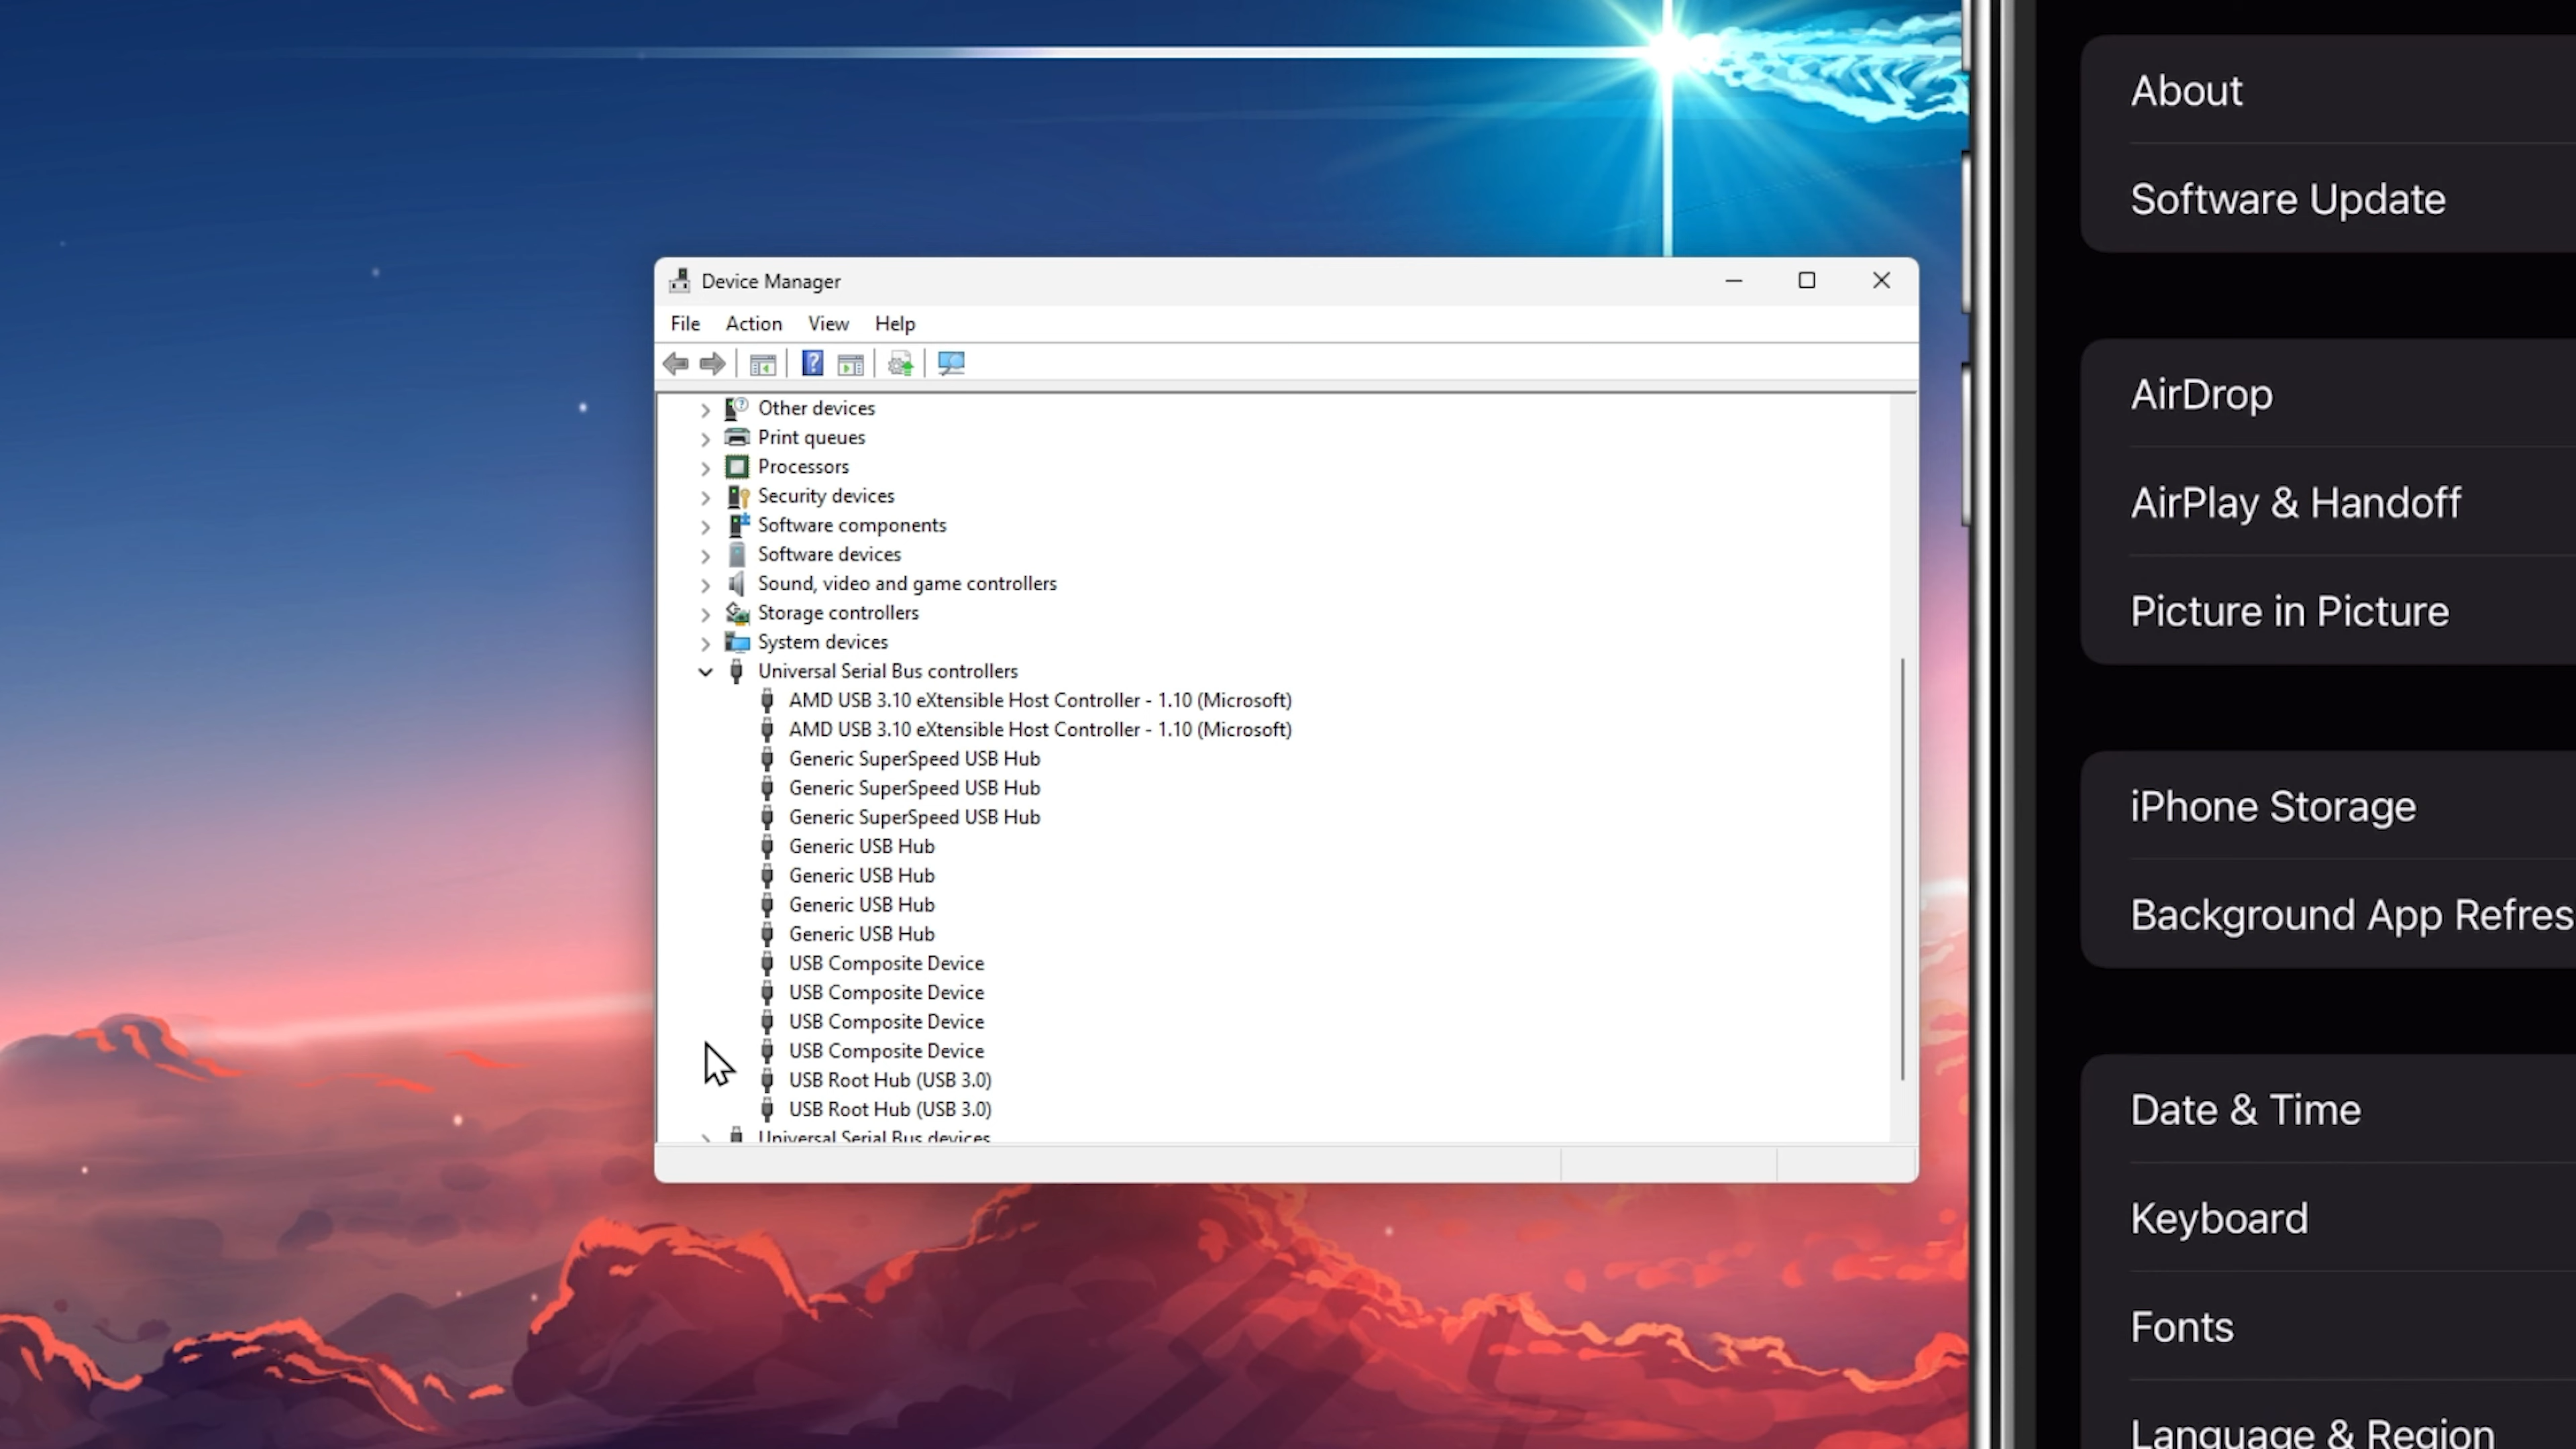 Device Manager
File Action View Help
Other devices
Print queues
Processors
Security devices
Software components
Software devices
Sound, video and game controllers
Storage controllers
System devices
Universal Serial Bus controllers
AMD USB 3.10 eXtensible Host Controller - 1.10 (Microsoft)
AMD USB 3.10 eXtensible Host Controller - 1.10 (Microsoft)
Generic SuperSpeed USB Hub
Generic SuperSpeed USB Hub
Generic SuperSpeed USB Hub
Generic USB Hub
Generic USB Hub
Generic USB Hub
Generic USB Hub
USB Composite Device
USB Composite Device
USB Composite Device
USB Composite Device
USB Root Hub (USB 3.0)
USB Root Hub (USB 3.0)
Universal Serial Bus devices
About
Software Update
AirDrop
AirPlay & Handoff
Picture in Picture
iPhone Storage
Background App Refres
Date & Time
Keyboard
Fonts
Language & Region